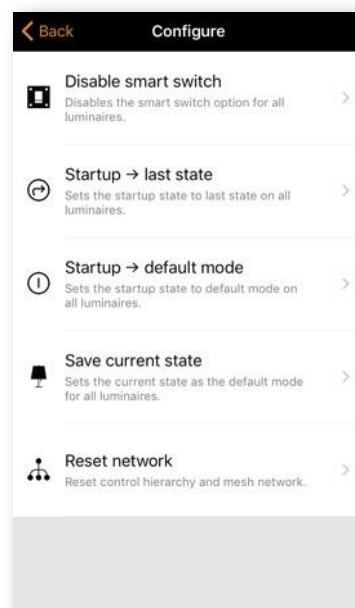 Back
Configure
Disable smart switch
Disables the smart switch option for all
luminaires.
Startup → last state
Sets the startup state to last state on all
luminaires.
Startup → default mode
Sets the startup state to default mode on
all luminaires.
Save current state
Sets the current state as the default mode
for all luminaires.
Reset network
Reset control hierarchy and mesh network.